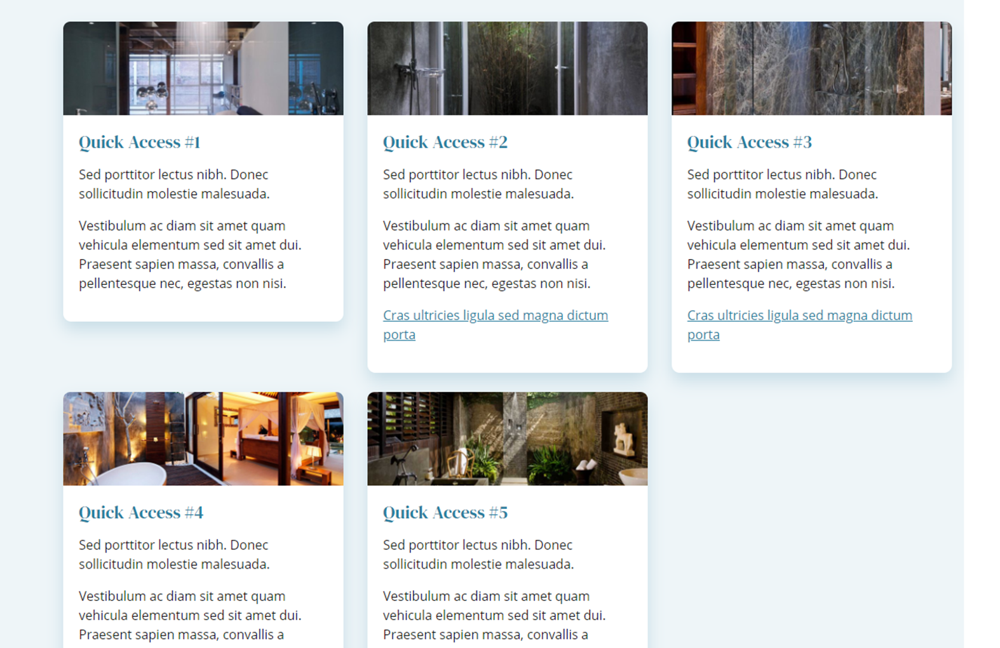 Quick Access #1
Sed porttitor lectus nibh. Donec
sollicitudin molestie malesuada.
Vestibulum ac diam sit amet quam
vehicula elementum sed sit amet dui.
Praesent sapien massa, convallis a
pellentesque nec, egestas non nisi.
Quick Access #2
Sed porttitor lectus nibh. Donec
sollicitudin molestie malesuada.
Vestibulum ac diam sit amet quam
vehicula elementum sed sit amet dui.
Praesent sapien massa, convallis a
pellentesque nec, egestas non nisi.
Cras ultricies ligula sed magna dictum
porta
Quick Access #3
Sed porttitor lectus nibh. Donec
sollicitudin molestie malesuada.
Vestibulum ac diam sit amet quam
vehicula elementum sed sit amet dui.
Praesent sapien massa, convallis a
pellentesque nec, egestas non nisi.
Cras ultricies ligula sed magna dictum
porta
Quick Access #4
Sed porttitor lectus nibh. Donec
sollicitudin molestie malesuada.
Vestibulum ac diam sit amet quam
vehicula elementum sed sit amet dui.
Praesent sapien massa, convallis a
Quick Access #5
Sed porttitor lectus nibh. Donec
sollicitudin molestie malesuada.
Vestibulum ac diam sit amet quam
vehicula elementum sed sit amet dui.
Praesent sapien massa, convallis a